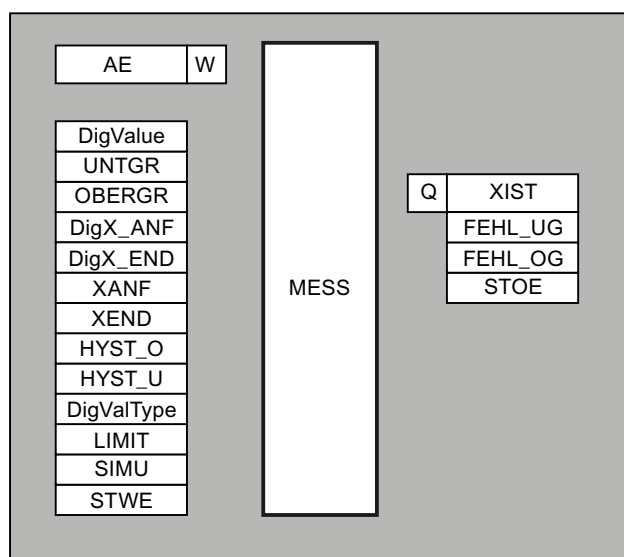 AE W
DigValue
UNTGR
OBERGR
DigX_ANF
DigX_END
XANF
XEND
HYST_O
HYST_U
DigValType
LIMIT
SIMU
STWE
MESS
Q XIST
FEHL_UG
FEHL_OG
STOE